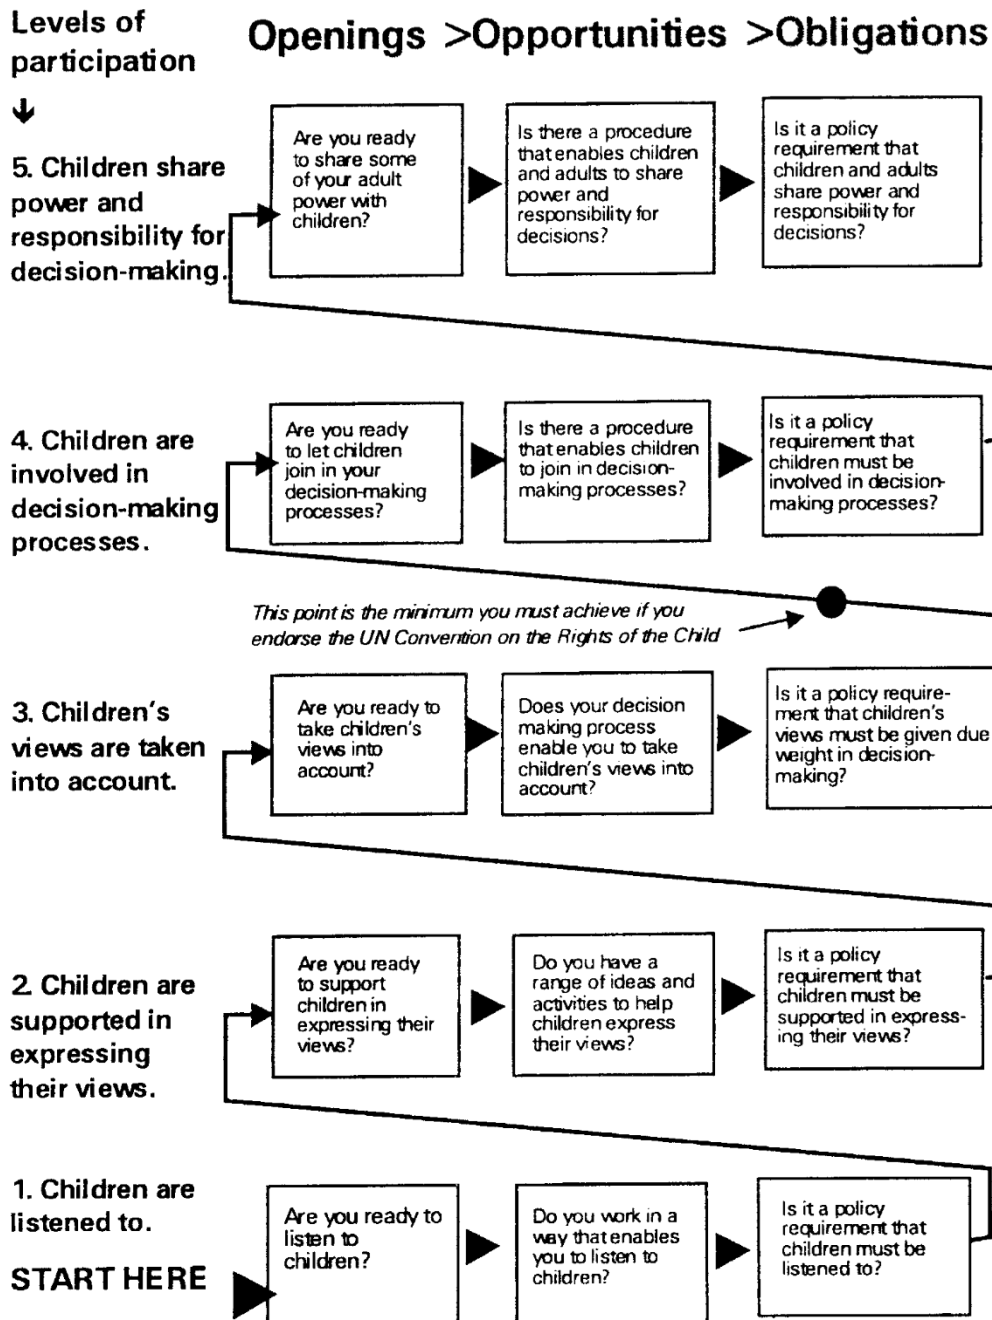 Levels of
participation
Openings >Opportunities >Obligations
5. Children share
power and
responsibility for
decision-making.
Are you ready
to share some
of your adult
power with
children?
Is there a procedure
that enables children
and adults to share
power and
responsibility for
decisions?
Is it a policy
requirement that
children and adults
share power and
responsibility for
decisions?
4. Children are
involved in
decision-making
processes.
Are you ready
to let children
join in your
decision-making
processes?
Is there a procedure
that enables children
to join in decision-
making processes?
Is it a policy
requirement that
children must be
involved in decision-
making processes?
This point is the minimum you must achieve if you
endorse the UN Convention on the Rights of the Child
3. Children's
views are taken
into account.
Are you ready to
take children's
views into
account?
Does your decision
making process
enable you to take
children's views into
account?
Is it a policy require-
ment that children's
views must be given due
weight in decision-
making?
2. Children are
supported in
expressing
their views.
Are you ready
to support
children in
expressing their
views?
Do you have a
range of ideas and
activities to help
children express
their views?
Is it a policy
requirement that
children must be
supported in express-
ing their views?
1. Children are
listened to.
START HERE
Are you ready to
listen to
children?
Do you work in a
way that enables
you to listen to
children?
Is it a policy
requirement that
children must be
listened to?